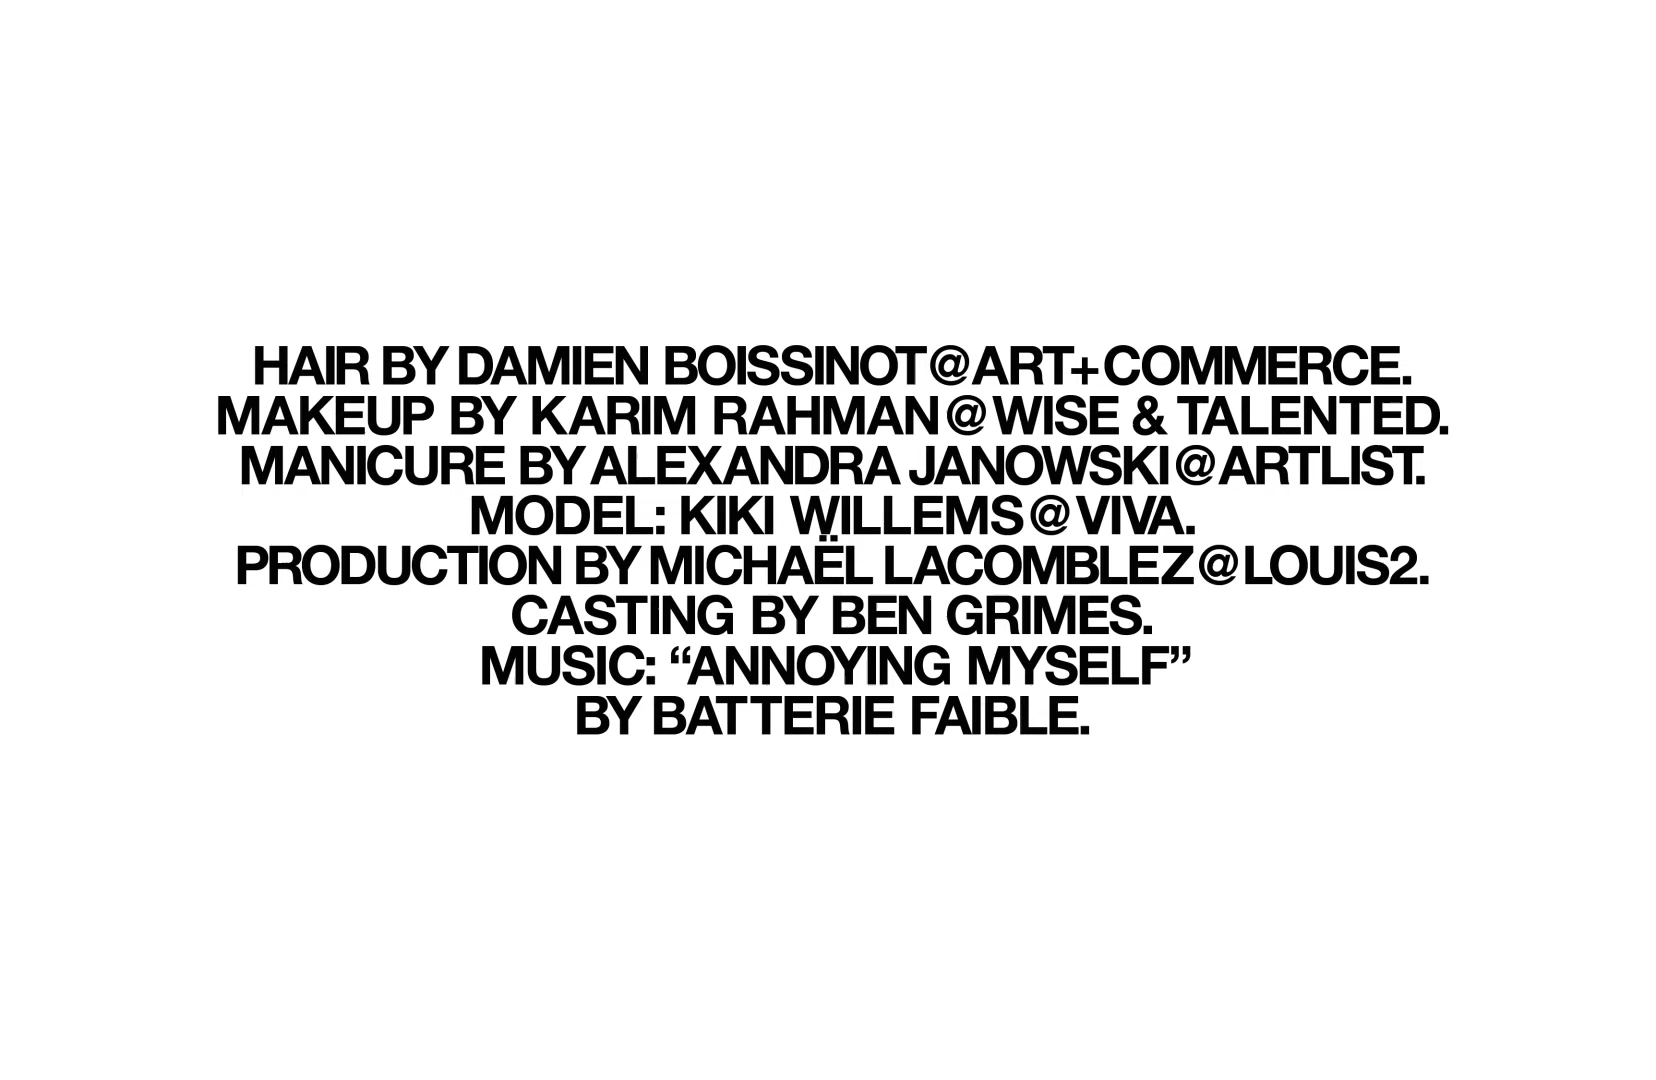 HAIR BY DAMIEN BOISSINOT@ART+COMMERCE.
MAKEUP BY KARIM RAHMAN@WISE & TALENTED.
MANICURE BY ALEXANDRA JANOWSKI@ARTLIST.
MODEL: KIKI WILLEMS@VIVA.
PRODUCTION BY MICHAËL LACOMBLEZ@LOUIS2.
CASTING BY BEN GRIMES.
MUSIC: “ANNOYING MYSELF”
BY BATTERIE FAIBLE.